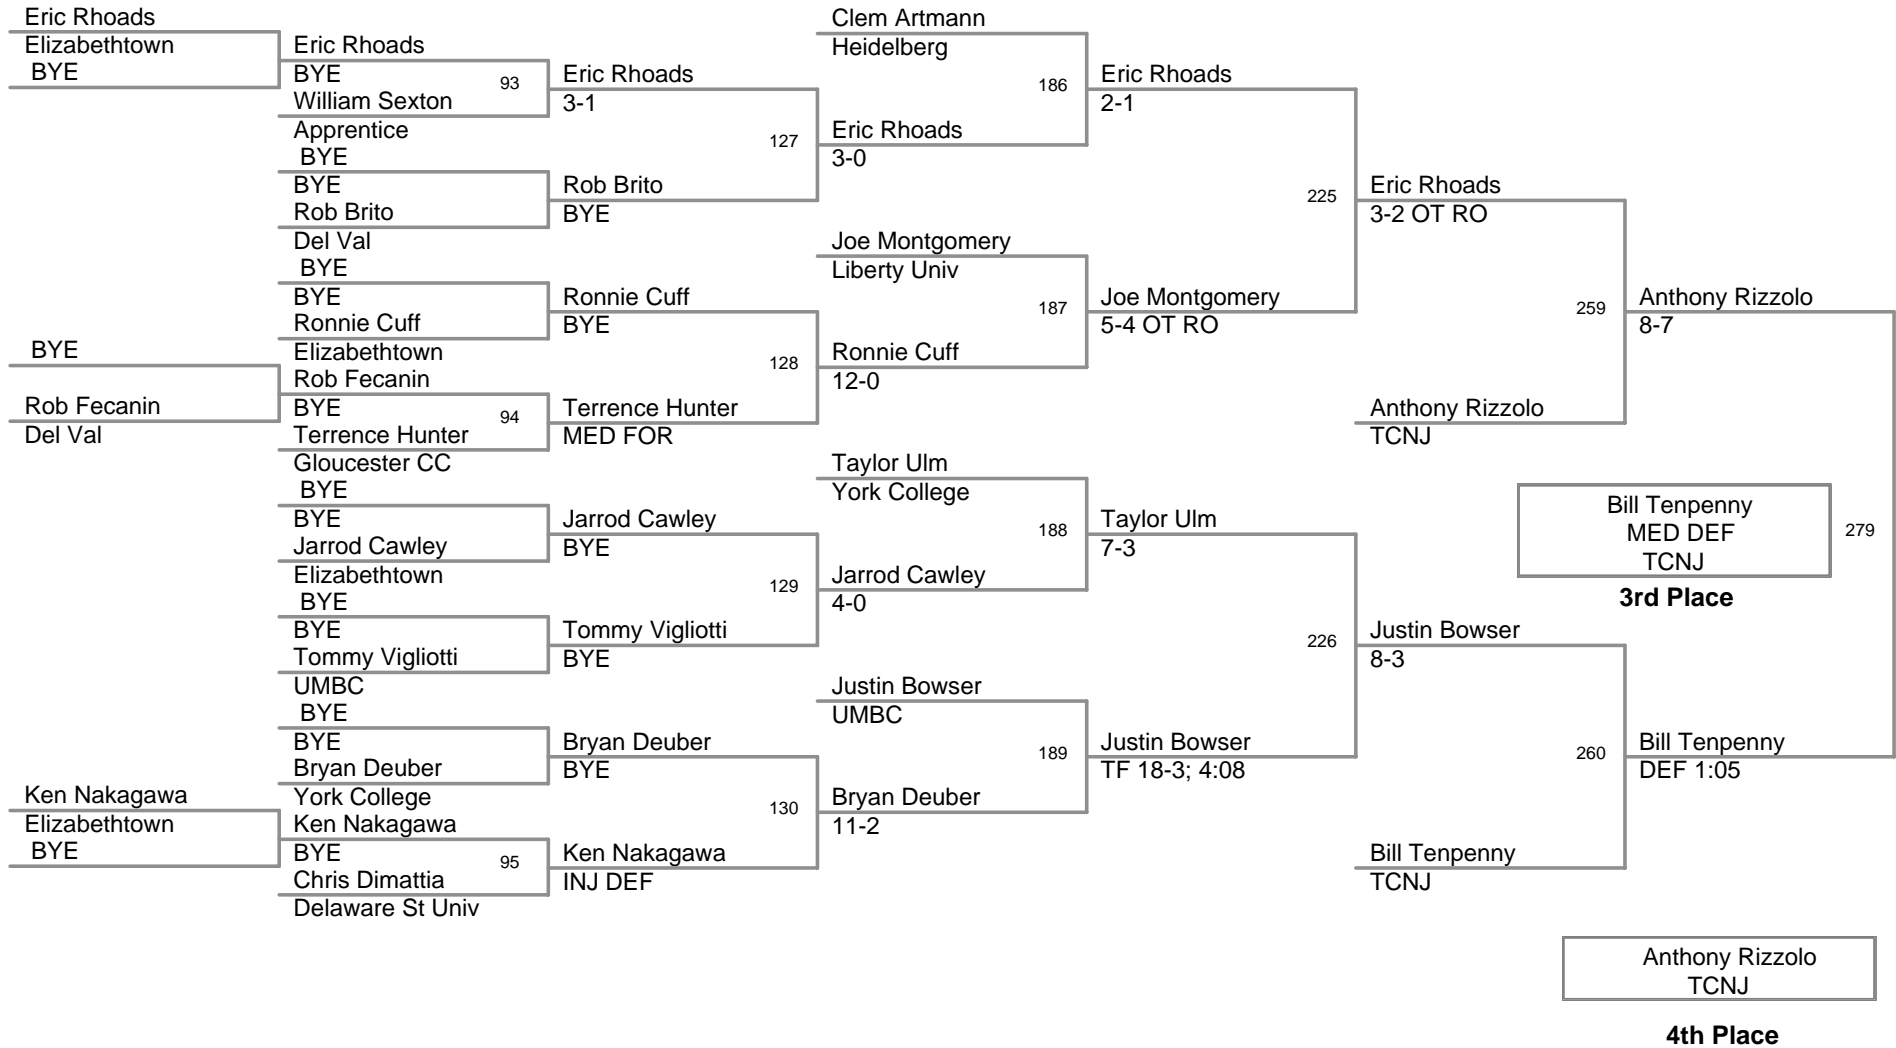 Eric Rhoads
Elizabethtown
BYE
BYE
Rob Fecanin
Del Val
Ken Nakagawa
Elizabethtown
BYE
Eric Rhoads
BYE
93
William Sexton
Apprentice
BYE
BYE
Rob Brito
Del Val
BYE
BYE
Ronnie Cuff
Elizabethtown
Rob Fecanin
BYE
94
Terrence Hunter
Gloucester CC
BYE
BYE
Jarrod Cawley
Elizabethtown
BYE
BYE
Tommy Vigliotti
UMBC
BYE
BYE
Bryan Deuber
York College
Ken Nakagawa
BYE
95
Chris Dimattia
Delaware St Univ
Eric Rhoads
3-1
127
Rob Brito
BYE
Ronnie Cuff
BYE
128
Terrence Hunter
MED FOR
Jarrod Cawley
BYE
129
Tommy Vigliotti
BYE
Bryan Deuber
BYE
130
Ken Nakagawa
INJ DEF
Clem Artmann
Heidelberg
186
Eric Rhoads
3-0
Joe Montgomery
Liberty Univ
187
Ronnie Cuff
12-0
Taylor Ulm
York College
188
Jarrod Cawley
4-0
Justin Bowser
UMBC
189
Bryan Deuber
11-2
Eric Rhoads
2-1
225
Joe Montgomery
5-4 OT RO
Taylor Ulm
7-3
226
Justin Bowser
TF 18-3; 4:08
Eric Rhoads
3-2 OT RO
259
Anthony Rizzolo
TCNJ
Justin Bowser
8-3
260
Bill Tenpenny
TCNJ
Anthony Rizzolo
8-7
Bill Tenpenny
MED DEF
TCNJ
279
3rd Place
Bill Tenpenny
DEF 1:05
Anthony Rizzolo
TCNJ
4th Place